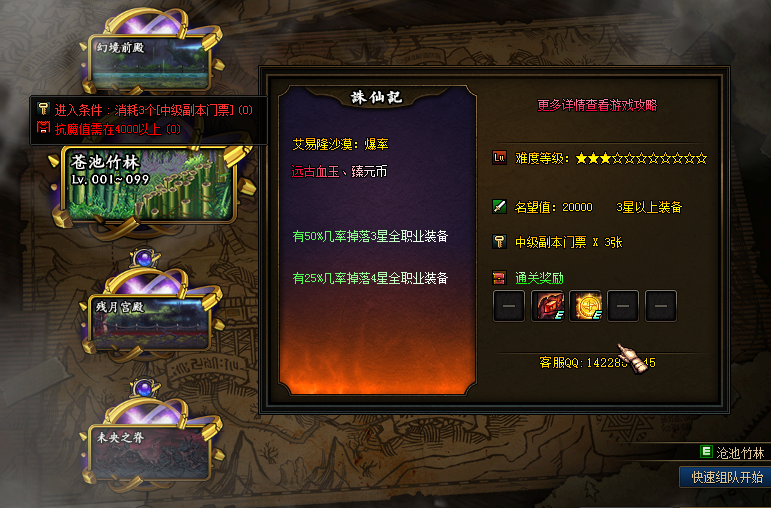 幻境前殿
进入条件：消耗3个[中级副本门票] (0)
抗魔值需在4000以上 (0)
苍池竹林
Lv. 001~099
残月宫殿
未央之脊
誅仙記
艾易隆沙漠：爆率
远古血玉、臻元币
有50%几率掉落3星全职业装备
有25%几率掉落4星全职业装备
更多详情查看游戏攻略
Lv 难度等级：★★★☆☆☆☆☆☆☆☆☆☆
名望值：20000 3星以上装备
中级副本门票 X 3张
通关奖励
E
E
客服QQ:
E 沧池竹林
快速组队开始